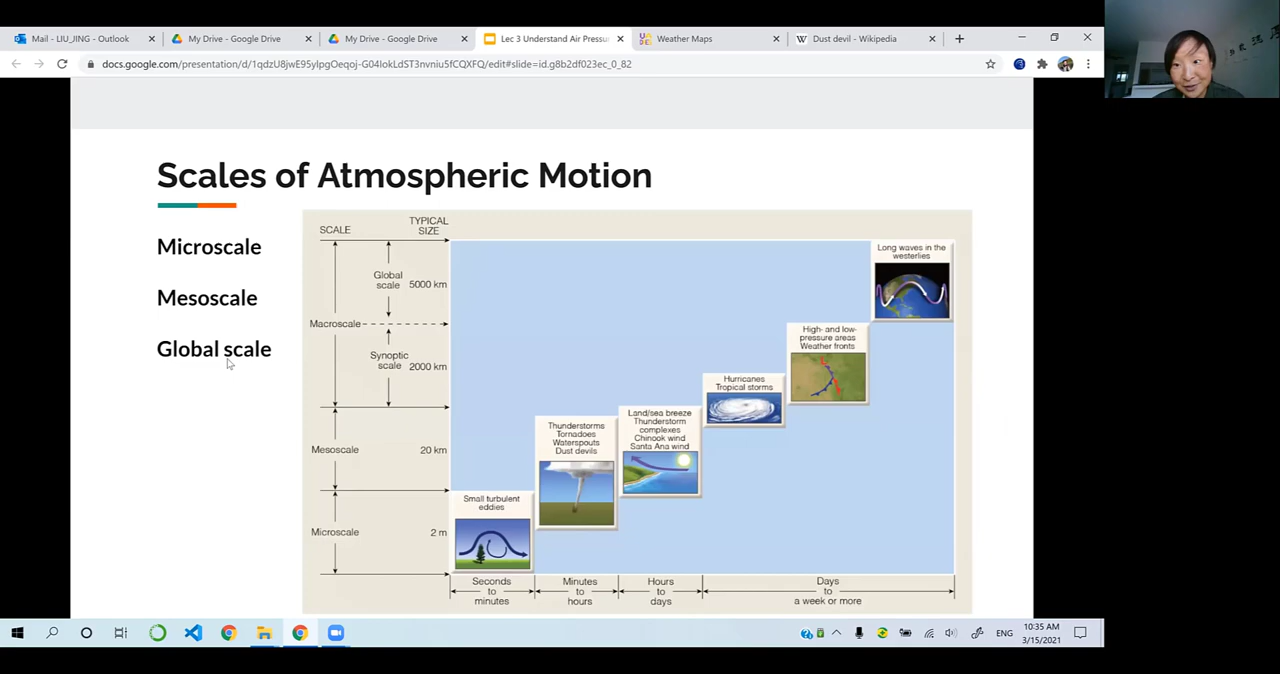 Mail - LIU_JING - Outlook
My Drive - Google Drive
My Drive - Google Drive
Lec 3 Understand Air Pressu
Weather Maps
Dust devil - Wikipedia
docs.google.com/presentation/d/1qdzU8jwE95ylpgOeqoj-G04lokLdST3nvniu5fCQXFQ/edit#slide=id.g8b2df023ec_0_82
Scales of Atmospheric Motion
Microscale
Mesoscale
Global scale
SCALE
TYPICAL
SIZE
Global
scale
5000 km
Macroscale
Synoptic
scale
2000 km
Mesoscale
20 km
Microscale
2 m
Small turbulent
eddies
Thunderstorms
Tornadoes
Waterspouts
Dust devils
Land/sea breeze
Thunderstorm
complexes
Chinook wind
Santa Ana wind
Hurricanes
Tropical storms
High- and low-
pressure areas
Weather fronts
Long waves in the
westerlies
Seconds
to
minutes
Minutes
to
hours
Hours
to
days
Days
to
a week or more
ENG
10:35 AM
3/15/2021